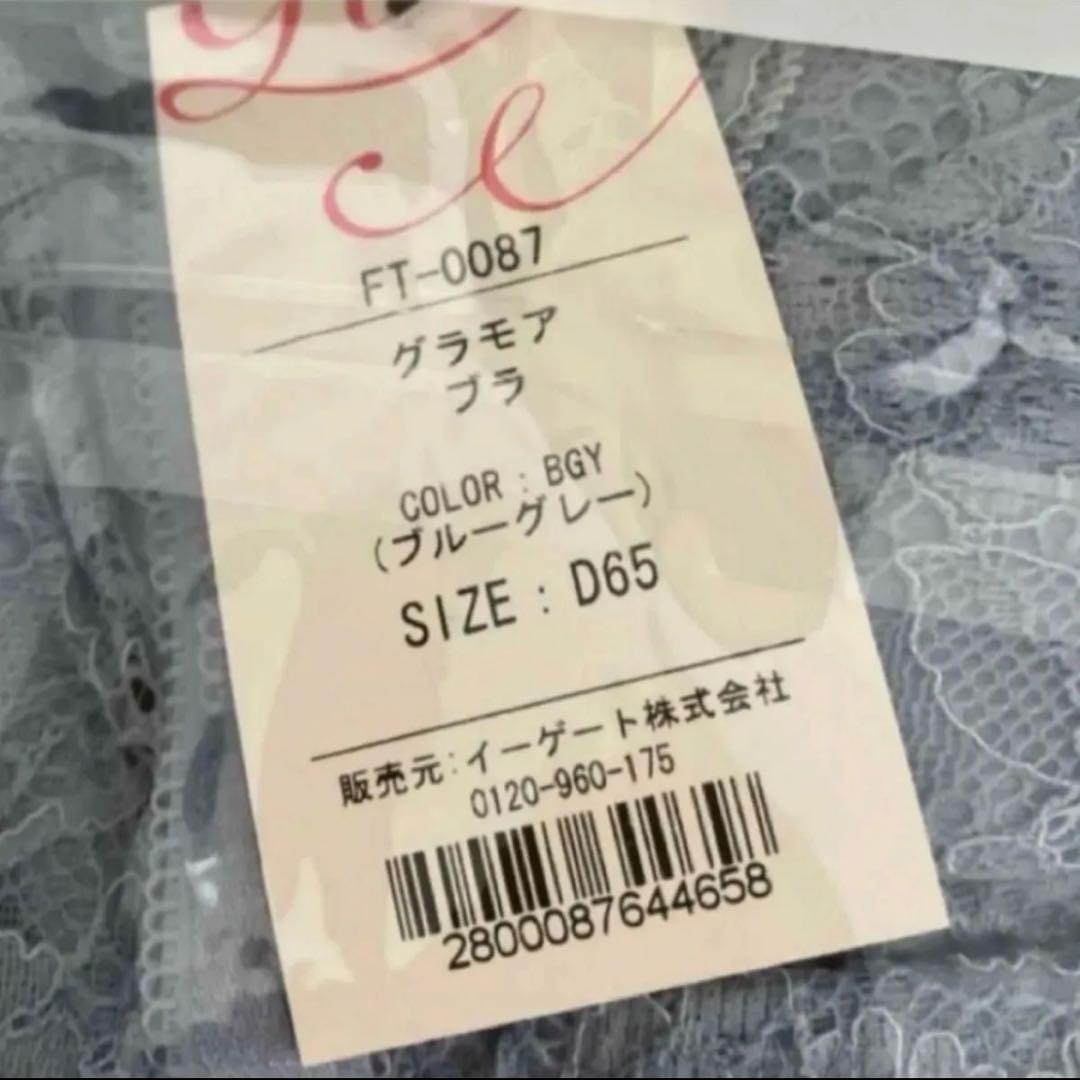 FT-0087
グラモア
ブラ
COLOR : BGY
(ブルーグレー)
SIZE : D65
販売元:イーゲート株式会社
0120-960-175
2800087644658